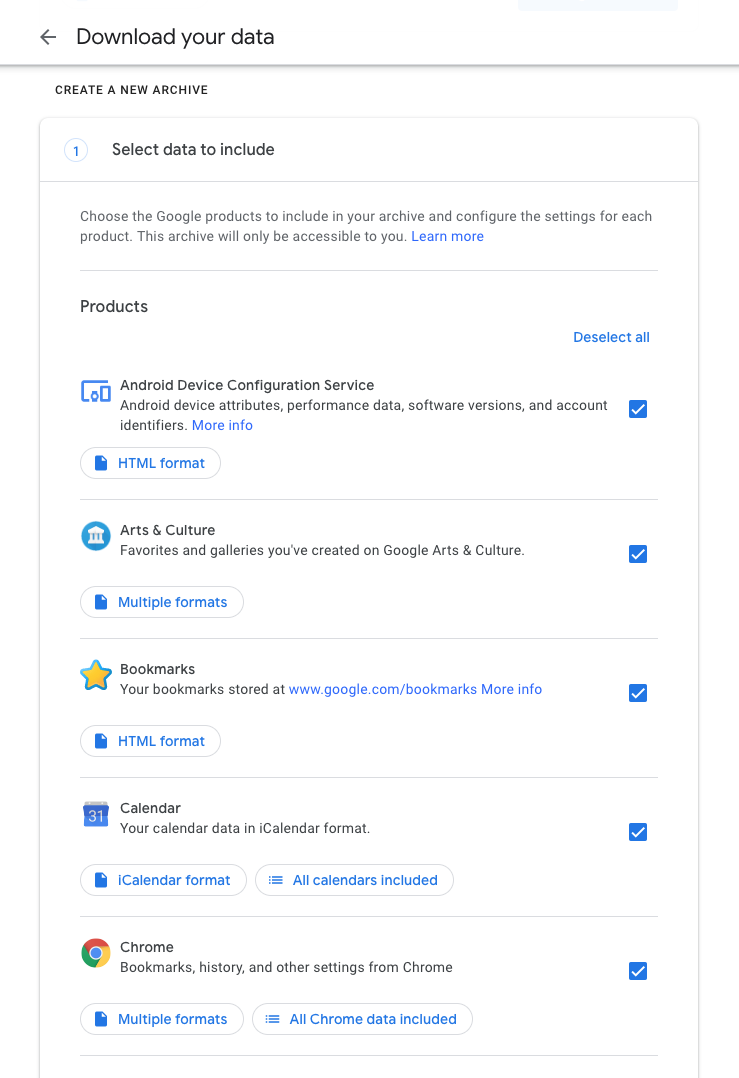 Download your data
CREATE A NEW ARCHIVE
1 Select data to include
Choose the Google products to include in your archive and configure the settings for each
product. This archive will only be accessible to you. Learn more
Products
Deselect all
Android Device Configuration Service
Android device attributes, performance data, software versions, and account
identifiers. More info
HTML format
Arts & Culture
Favorites and galleries you've created on Google Arts & Culture.
Multiple formats
Bookmarks
Your bookmarks stored at www.google.com/bookmarks More info
HTML format
31
Calendar
Your calendar data in iCalendar format.
iCalendar format All calendars included
Chrome
Bookmarks, history, and other settings from Chrome
Multiple formats All Chrome data included